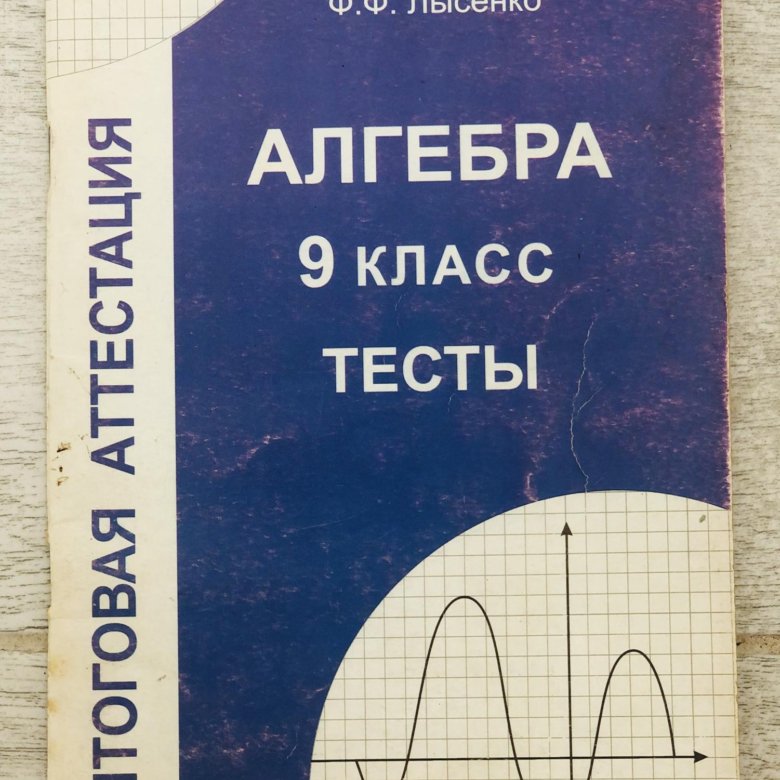 Ф.Ф. Лысенко
АЛГЕБРА
9 КЛАСС
ТЕСТЫ
ИТОГОВАЯ АТТЕСТАЦИЯ